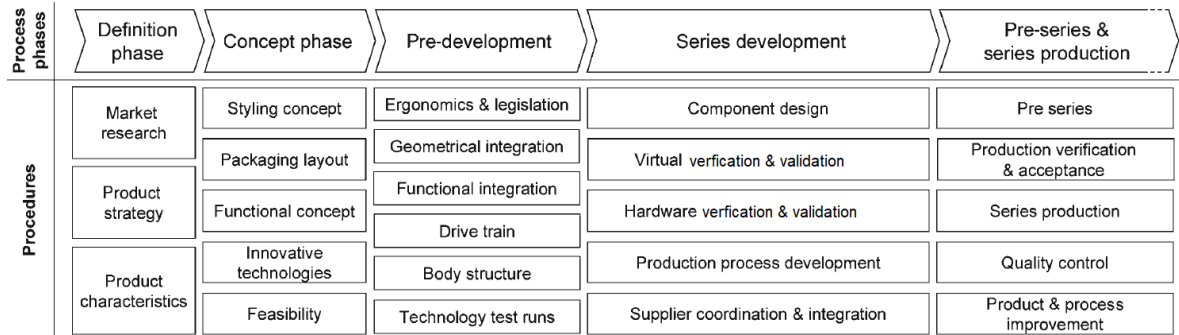 Process
phases
Definition
phase
Concept phase
Pre-development
Series development
Pre-series &
series production
Procedures
Market
research
Product
strategy
Product
characteristics
Styling concept
Packaging layout
Functional concept
Innovative
technologies
Feasibility
Ergonomics & legislation
Geometrical integration
Functional integration
Drive train
Body structure
Technology test runs
Component design
Virtual verfication & validation
Hardware verfication & validation
Production process development
Supplier coordination & integration
Pre series
Production verification
& acceptance
Series production
Quality control
Product & process
improvement